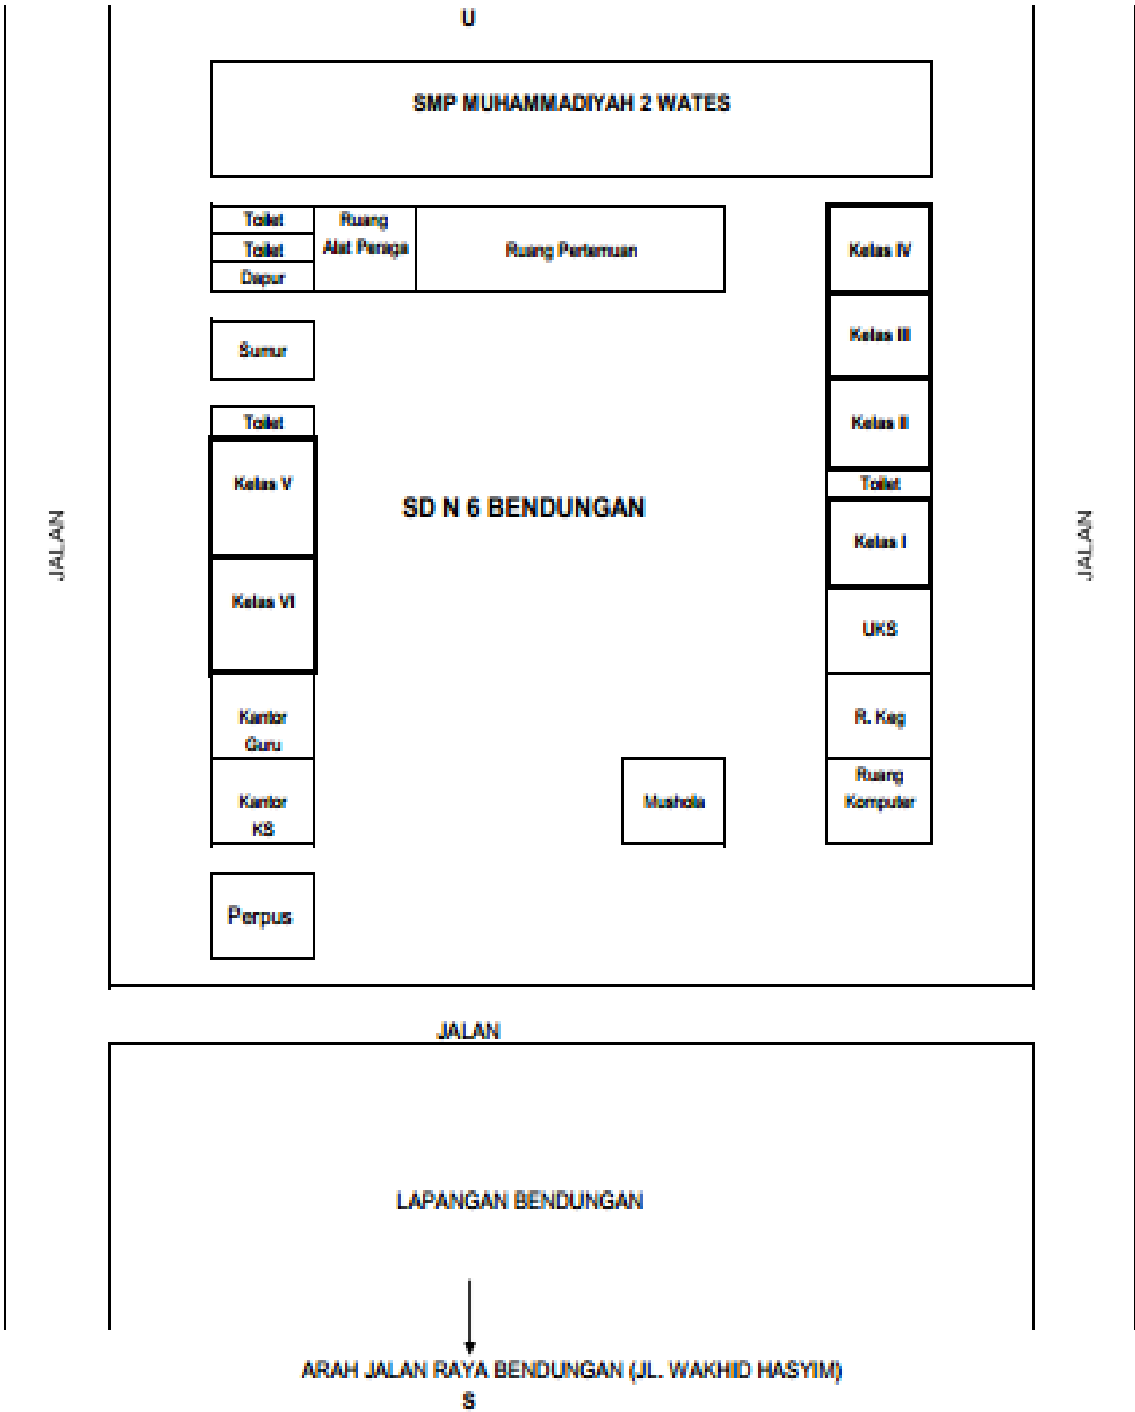 U
SMP MUHAMMADIYAH 2 WATES
Toilet
Toilet
Dapur
Ruang
Alat Peraga
Ruang Pertemuan
Kelas IV
Sumur
Kelas III
Toilet
Kelas II
Kelas V
Toilet
SD N 6 BENDUNGAN
JALAN
JALAN
Kelas I
Kelas VI
UKS
Kantor
Guru
R. Keg
Kantor
KS
Mushola
Ruang
Komputer
Perpus
JALAN
LAPANGAN BENDUNGAN
ARAH JALAN RAYA BENDUNGAN (JL. WAKHID HASYIM)
S